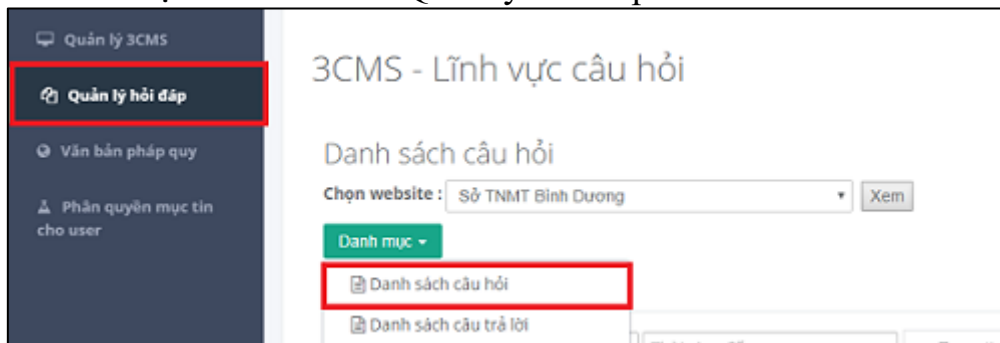 Quản lý 3CMS
Quản lý hỏi đáp
Văn bản pháp quy
Phân quyền mục tin
cho user
3CMS - Lĩnh vực câu hỏi
Danh sách câu hỏi
Chọn website : Sở TNMT Bình Dương Xem
Danh mục
Danh sách câu hỏi
Danh sách câu trả lời